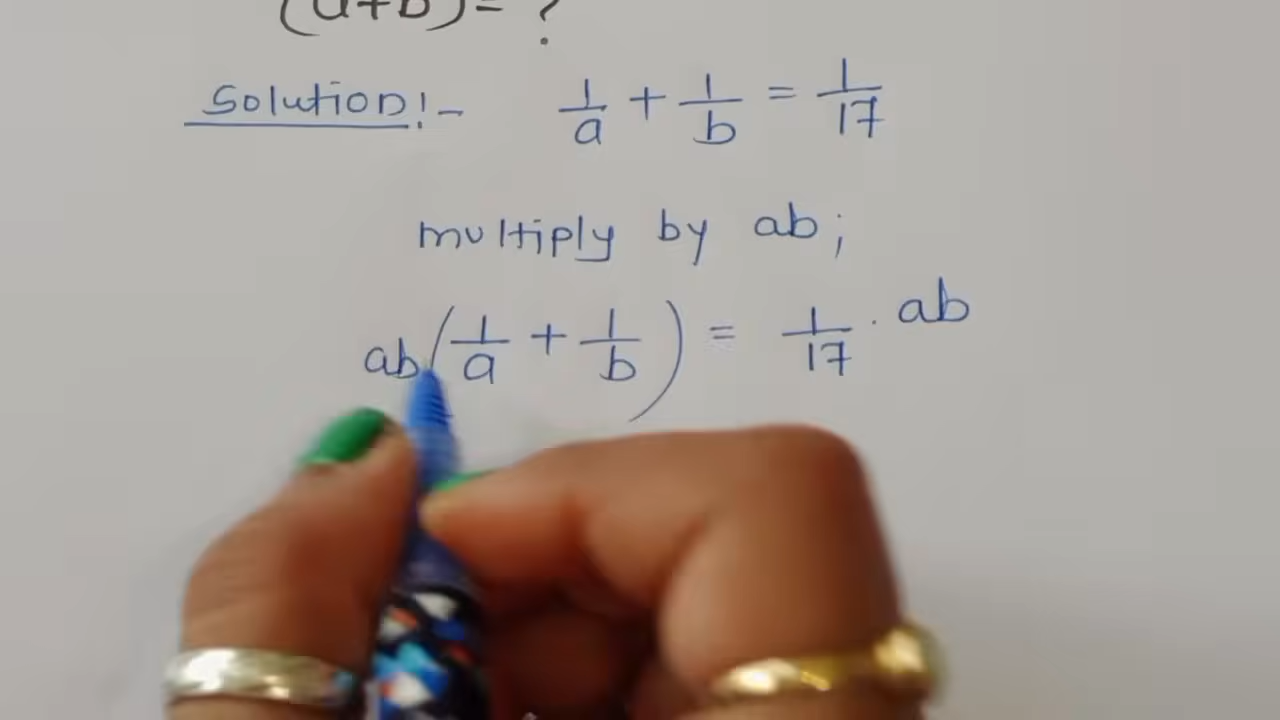 (a+b)=?
Solution!- 1/a + 1/b = 1/17
multiply by ab;
ab(1/a + 1/b) = 1/17 . ab